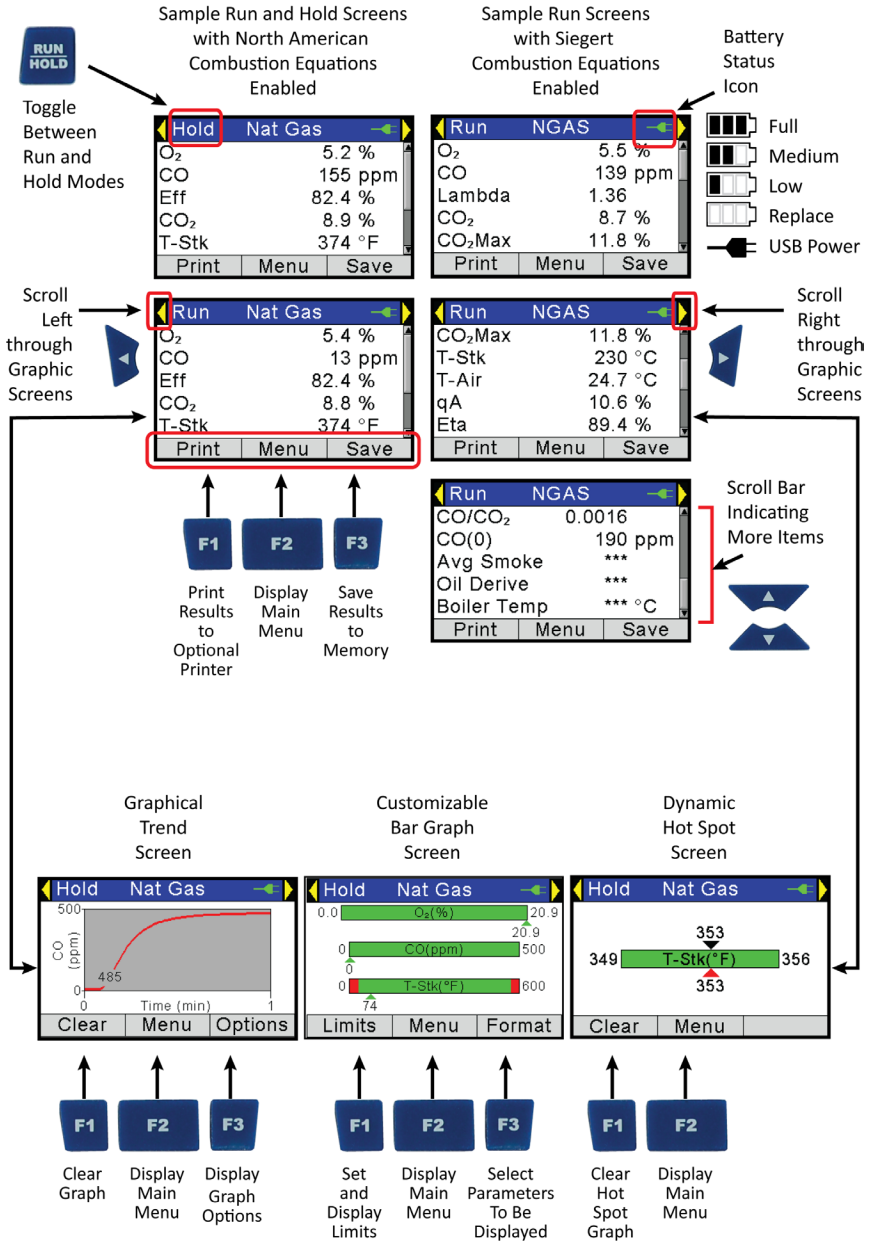 Sample Run and Hold Screens
with North American
Combustion Equations
Enabled
Sample Run Screens
with Siegert
Combustion Equations
Enabled
Battery
Status
Icon
RUN
HOLD
Toggle
Between
Run and
Hold Modes
Hold Nat Gas
O₂ 5.2 %
CO 155 ppm
Eff 82.4 %
CO₂ 8.9 %
T-Stk 374 °F
Print Menu Save
Run NGAS
O₂ 5.5 %
CO 139 ppm
Lambda 1.36
CO₂ 8.7 %
CO₂Max 11.8 %
Print Menu Save
Full
Medium
Low
Replace
USB Power
Scroll
Left
through
Graphic
Screens
Run Nat Gas
O₂ 5.4 %
CO 13 ppm
Eff 82.4 %
CO₂ 8.8 %
T-Stk 374 °F
Print Menu Save
Run NGAS
CO₂Max 11.8 %
T-Stk 230 °C
T-Air 24.7 °C
qA 10.6 %
Eta 89.4 %
Print Menu Save
Scroll
Right
through
Graphic
Screens
F1 F2 F3
Print
Results
to
Optional
Printer
Display
Main
Menu
Save
Results
to
Memory
Run NGAS
CO/CO₂ 0.0016
CO(0) 190 ppm
Avg Smoke ***
Oil Derive ***
Boiler Temp *** °C
Print Menu Save
Scroll Bar
Indicating
More Items
Graphical
Trend
Screen
Customizable
Bar Graph
Screen
Dynamic
Hot Spot
Screen
Hold Nat Gas
500
CO
(ppm)
485
0
0 Time (min) 1
Clear Menu Options
Hold Nat Gas
0.0 O₂(%) 20.9
20.9
0 CO(ppm) 500
0
0 T-Stk(°F) 600
74
Limits Menu Format
Hold Nat Gas
353
349 T-Stk(°F) 356
353
Clear Menu
F1 F2 F3
Clear
Graph
Display
Main
Menu
Display
Graph
Options
F1 F2 F3
Set
and
Display
Limits
Display
Main
Menu
Select
Parameters
To Be
Displayed
F1 F2
Clear
Hot
Spot
Graph
Display
Main
Menu